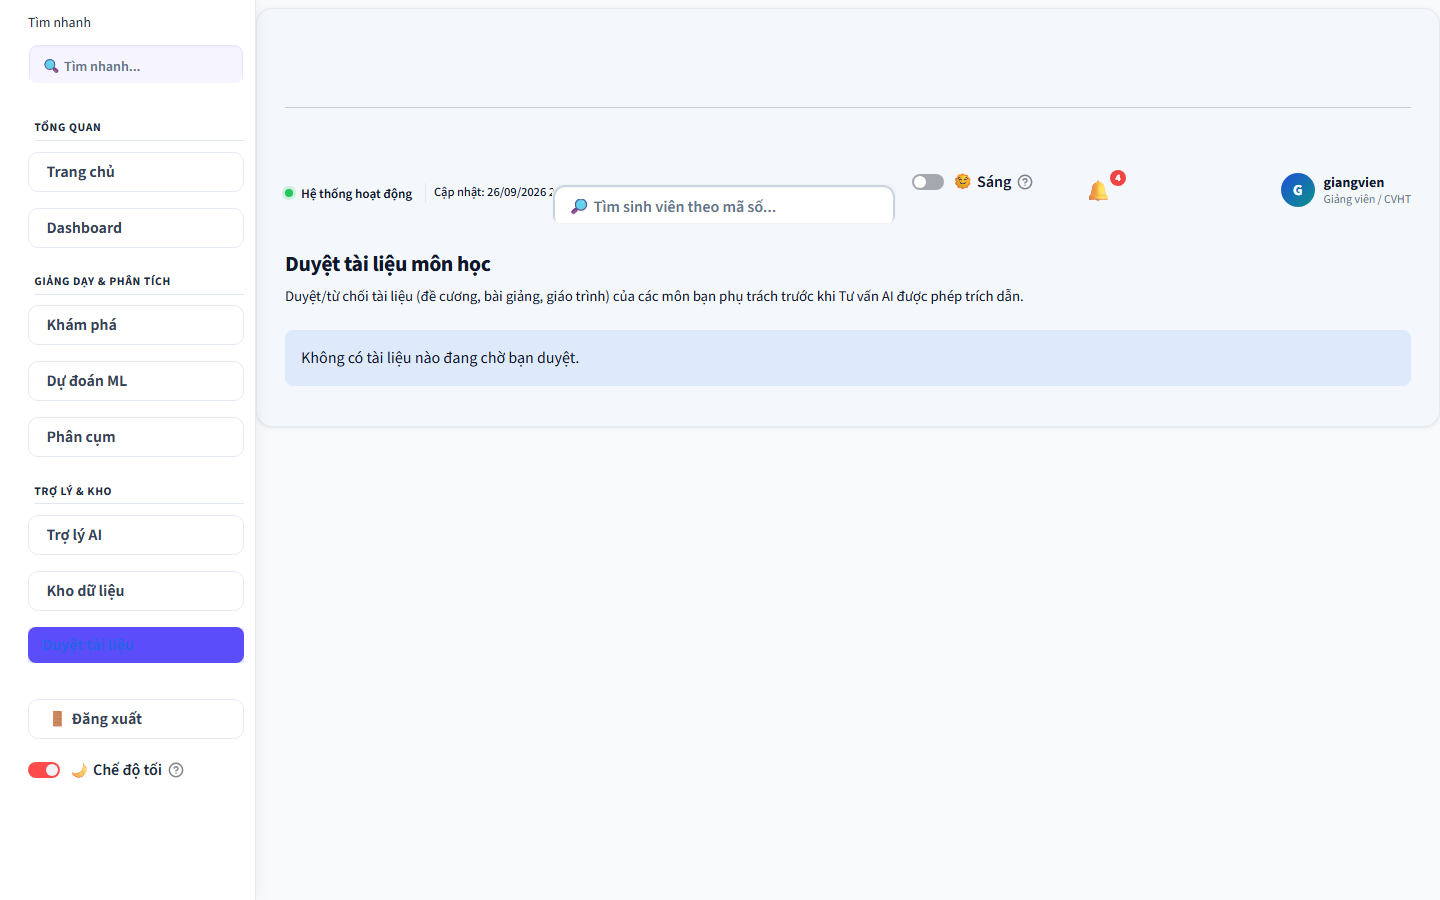 Tìm nhanh
🔍 Tìm nhanh...
TỔNG QUAN
Trang chủ
Dashboard
GIẢNG DẠY & PHÂN TÍCH
Khám phá
Dự đoán ML
Phân cụm
TRỢ LÝ & KHO
Trợ lý AI
Kho dữ liệu
Duyệt tài liệu
🚪 Đăng xuất
🌙 Chế độ tối
Hệ thống hoạt động
Cập nhật: 26/09/2026
🔎 Tìm sinh viên theo mã số...
🌞 Sáng
4
G
giangvien
Giảng viên / CVHT
Duyệt tài liệu môn học
Duyệt/từ chối tài liệu (đề cương, bài giảng, giáo trình) của các môn bạn phụ trách trước khi Tư vấn AI được phép trích dẫn.
Không có tài liệu nào đang chờ bạn duyệt.